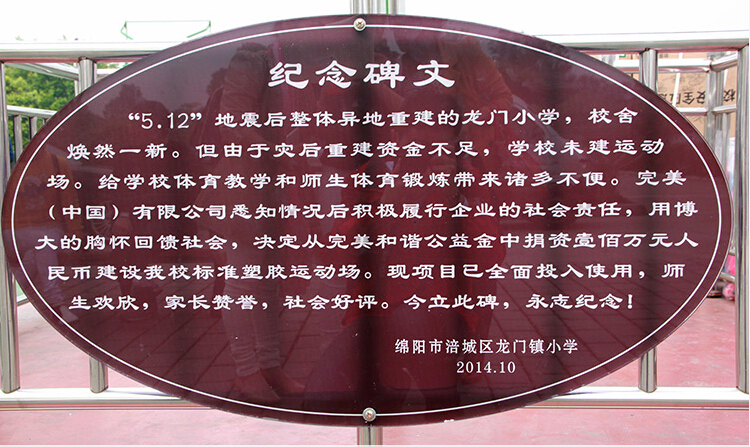 纪念碑文
“5.12”地震后整体异地重建的龙门小学，校舍
焕然一新。但由于灾后重建资金不足，学校未建运动
场。给学校体育教学和师生体育锻炼带来诸多不便。完美
（中国）有限公司悉知情况后积极履行企业的社会责任，用博
大的胸怀回馈社会，决定从完美和谐公益金中捐资壹佰万元人
民币建设我校标准塑胶运动场。现项目已全面投入使用，师
生欢欣，家长赞誉，社会好评。今立此碑，永志纪念！
绵阳市涪城区龙门镇小学
2014.10